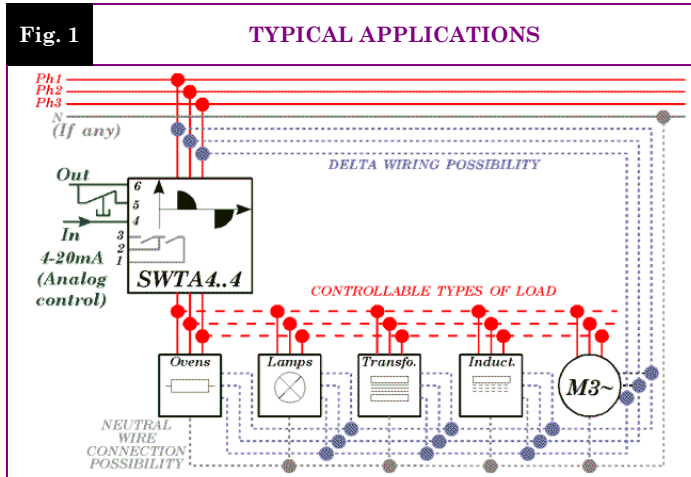 Fig. 1
TYPICAL APPLICATIONS
Ph1
Ph2
Ph3
N
(If any)
DELTA WIRING POSSIBILITY
Out
6
5
4
In
3
2
1
4-20mA
(Analog
control)
SWTA4..4
CONTROLLABLE TYPES OF LOAD
Ovens
Lamps
Transfo.
Induct.
M3~
NEUTRAL
WIRE
CONNECTION
POSSIBILITY